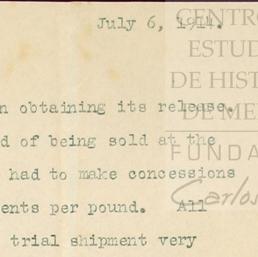 July 6, 1914.
CENTRO
ESTUD
DE HIST
DE ME
FUNDA
Carlos
n obtaining its release.
d of being sold at the
had to make concessions
ents per pound. All
trial shipment very